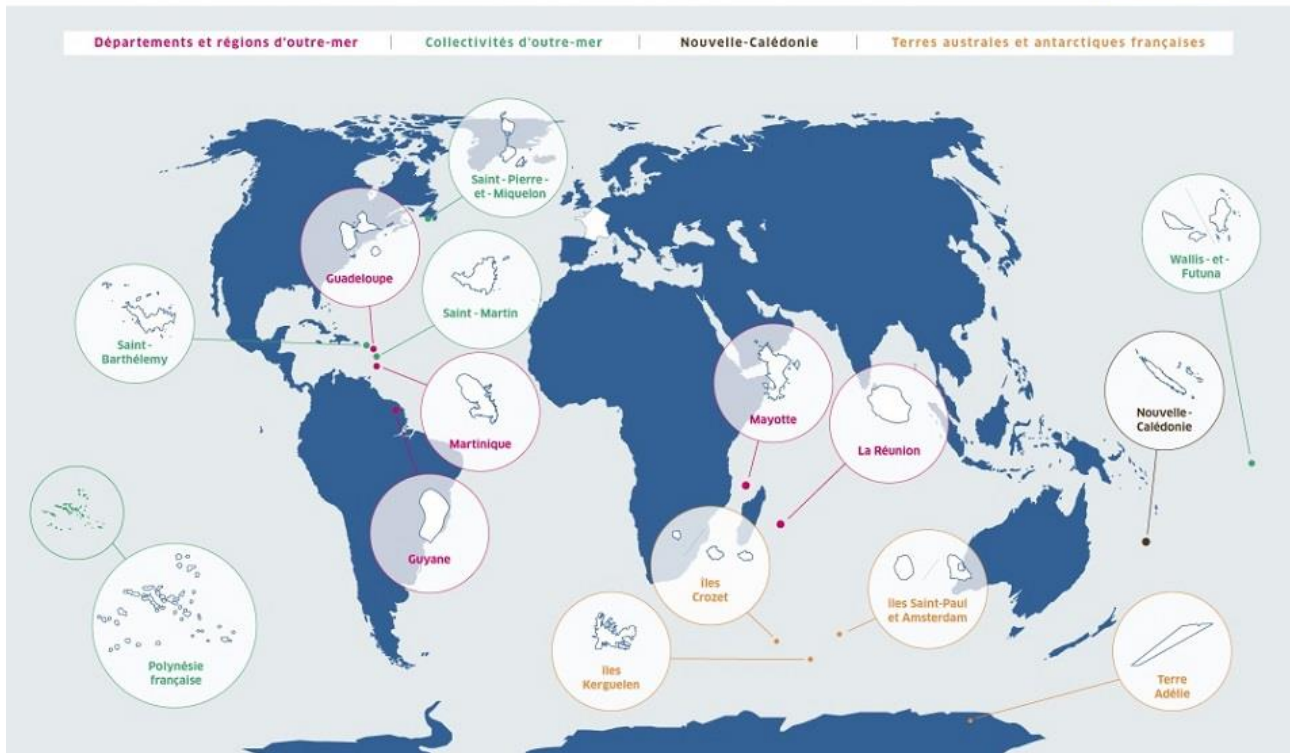 Départements et régions d'outre-mer | Collectivités d'outre-mer | Nouvelle-Calédonie | Terres australes et antarctiques françaises
Saint-Pierre-
et-Miquelon
Guadeloupe
Saint-Martin
Saint-
Barthélemy
Martinique
Guyane
Polynésie
française
Mayotte
La Réunion
Wallis-et-
Futuna
Nouvelle-
Calédonie
îles
Crozet
îles Saint-Paul
et Amsterdam
îles
Kerguelen
Terre
Adélie